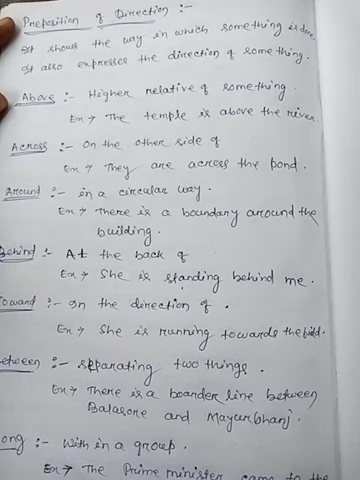 Preposition of Direction :-
It shows the way in which something is done.
It also expresses the direction of something.
Above :- Higher relative of something.
Ex → The temple is above the river.
Across :- On the other side of
Ex → They are across the pond.
Around :- in a circular way.
Ex → There is a boundary around the
building.
Behind :- At the back of
Ex → She is standing behind me.
Toward :- In the direction of .
Ex → She is running towards the
etween :- separating two things.
Ex → There is a boarder line between
Balasore and Mayurbhanj.
ong :- With in a group.
Ex → The Prime minister came to the